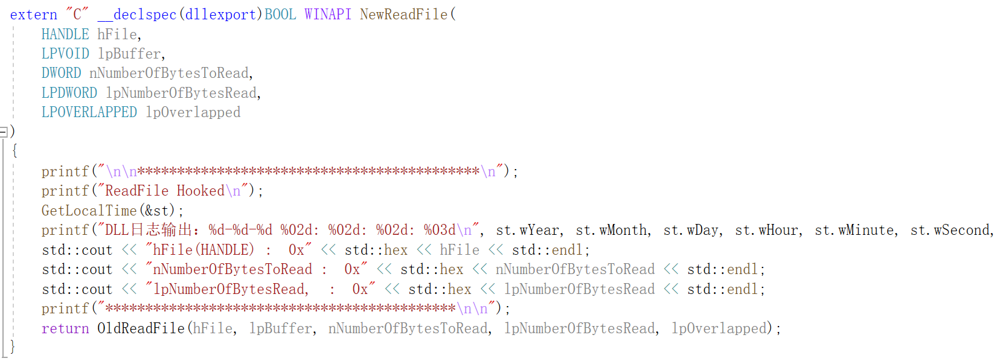 extern "C" __declspec(dllexport)BOOL WINAPI NewReadFile(
    HANDLE hFile,
    LPVOID lpBuffer,
    DWORD nNumberOfBytesToRead,
    LPDWORD lpNumberOfBytesRead,
    LPOVERLAPPED lpOverlapped
)
{
    printf("\n\n*******************************************\n");
    printf("ReadFile Hooked\n");
    GetLocalTime(&st);
    printf("DLL日志输出：%d-%d-%d %02d: %02d: %02d: %03d\n", st.wYear, st.wMonth, st.wDay, st.wHour, st.wMinute, st.wSecond,
    std::cout << "hFile(HANDLE) :  0x" << std::hex << hFile << std::endl;
    std::cout << "nNumberOfBytesToRead :  0x" << std::hex << nNumberOfBytesToRead << std::endl;
    std::cout << "lpNumberOfBytesRead,  :  0x" << std::hex << lpNumberOfBytesRead << std::endl;
    printf("********************************************\n\n");
    return OldReadFile(hFile, lpBuffer, nNumberOfBytesToRead, lpNumberOfBytesRead, lpOverlapped);
}